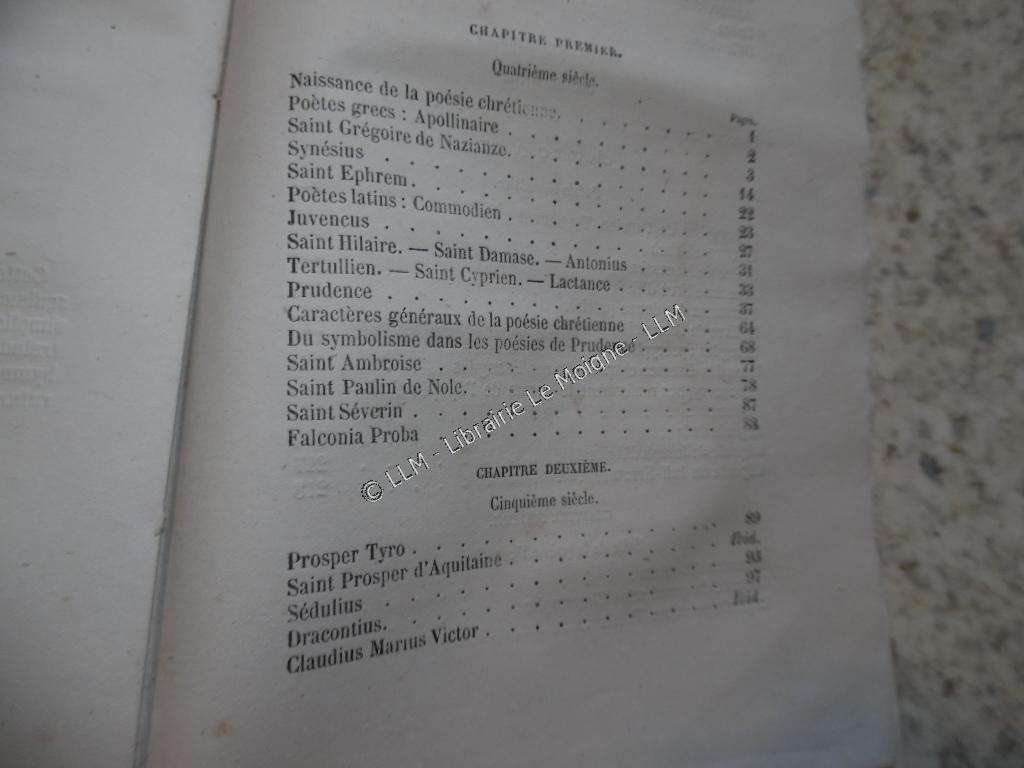 CHAPITRE PREMIER.
Quatrième siècle.
Pages.
Naissance de la poésie chrétienne. 1
Poètes grecs : Apollinaire . . . . . . . . . . 2
Saint Grégoire de Nazianze. . . . . . . . . . 3
Synésius . . . . . . . . . . . . . . . 14
Saint Ephrem. . . . . . . . . . . . . . 22
Poètes latins : Commodien . . . . . . . . . . 23
Juvencus . . . . . . . . . . . . . . . 27
Saint Hilaire. — Saint Damase. — Antonius . . . . 31
Tertullien. — Saint Cyprien. — Lactance . . . . . 33
Prudence . . . . . . . . . . . . . . . 37
Caractères généraux de la poésie chrétienne . . . . 64
Du symbolisme dans les poésies de Prudence . . . . 68
Saint Ambroise . . . . . . . . . . . . . 77
Saint Paulin de Nole. . . . . . . . . . . . 78
Saint Séverin . . . . . . . . . . . . . . 87
Falconia Proba . . . . . . . . . . . . . 88
CHAPITRE DEUXIÈME.
Cinquième siècle.
Prosper Tyro . . . . . . . . . . . . . . 89
Saint Prosper d'Aquitaine . . . . . . . . . . Ibid.
Sédulius . . . . . . . . . . . . . . . 93
Dracontius. . . . . . . . . . . . . . . 97
Claudius Marius Victor . . . . . . . . . . . Ibid.
© LLM - Librairie Le Moigne - LLM